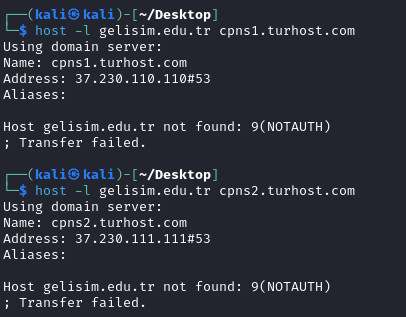 ┌──(kali㉿kali)-[~/Desktop]
└─$ host -l gelisim.edu.tr cpns1.turhost.com
Using domain server:
Name: cpns1.turhost.com
Address: 37.230.110.110#53
Aliases:

Host gelisim.edu.tr not found: 9(NOTAUTH)
; Transfer failed.

┌──(kali㉿kali)-[~/Desktop]
└─$ host -l gelisim.edu.tr cpns2.turhost.com
Using domain server:
Name: cpns2.turhost.com
Address: 37.230.111.111#53
Aliases:

Host gelisim.edu.tr not found: 9(NOTAUTH)
; Transfer failed.